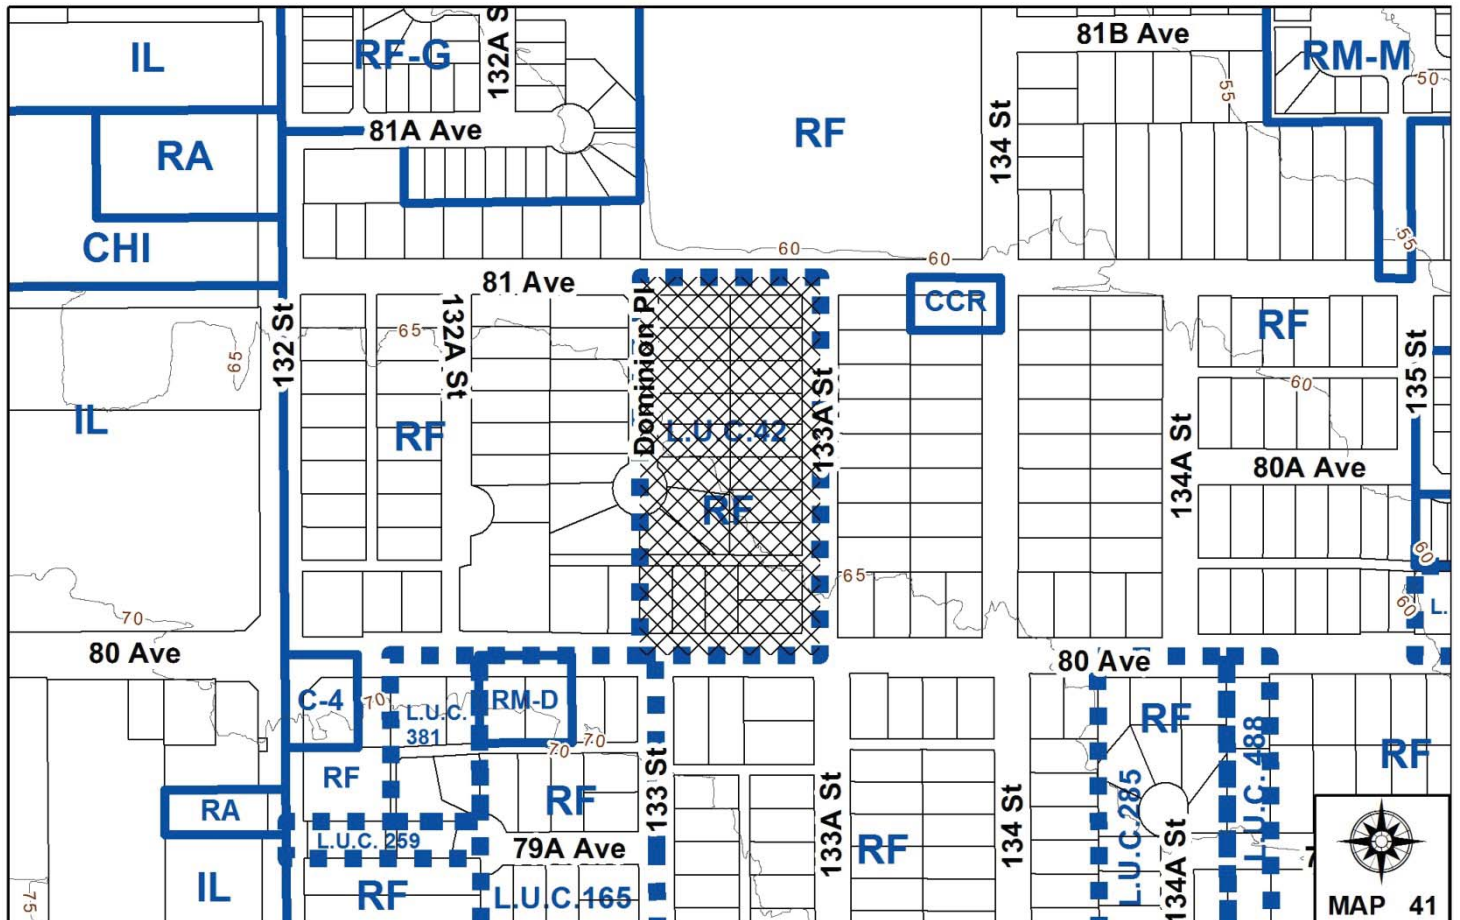 IL
RF-G
132A S
81B Ave
RM-M
50
55
81A Ave
RA
RF
134 St
CHI
60
60
55
81 Ave
CCR
132 St
65
65
132A St
Dominion Pl
L.U.C.42
RF
133A St
RF
135 St
60
IL
RF
134A St
80A Ave
65
60
60
L.
70
80 Ave
80 Ave
C-4
70
L.U.C.
381
RM-D
70
70
RF
L.U.C. 488
RF
RF
RF
133 St
133A St
134 St
L.U.C.285
RA
L.U.C. 259
79A Ave
RF
134A St
7
IL
75
RF
L.U.C.165
MAP 41